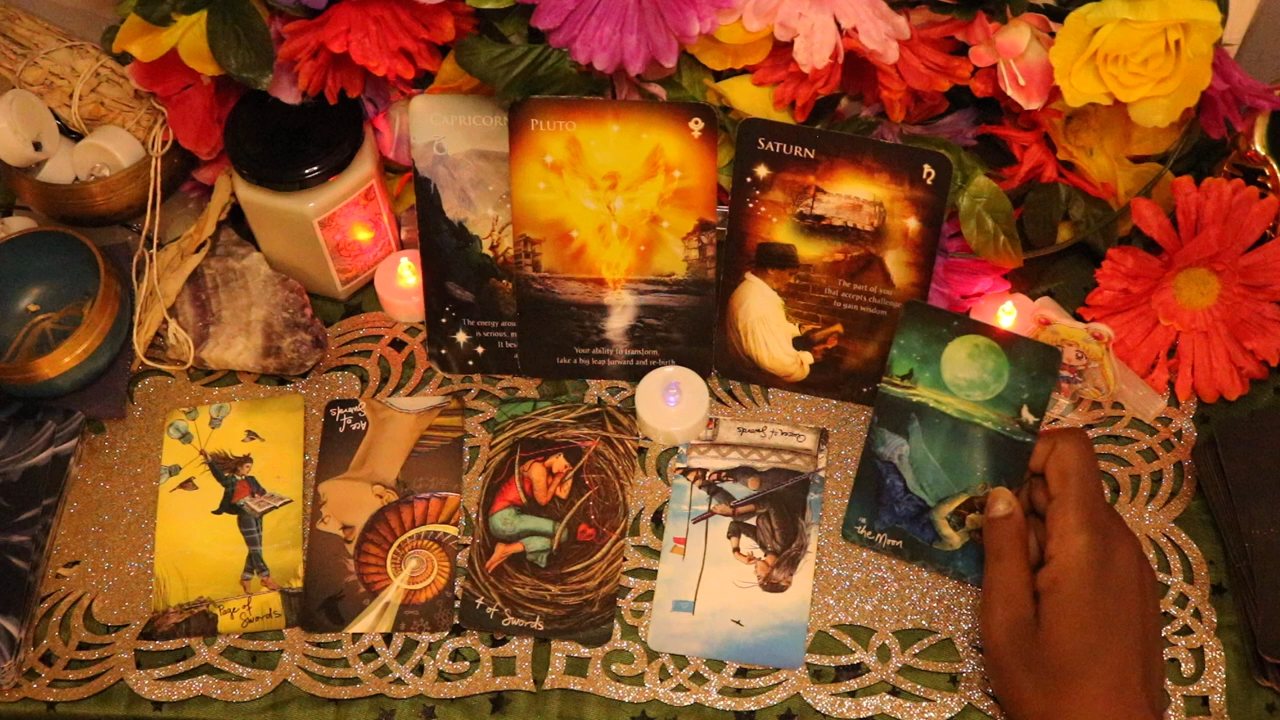 CAPRICORN
The energy arou
is serious, m
It bes
PLUTO
Your ability to transform,
take a big leap forward and re-birth
SATURN
The part of you
that accepts challenge
to gain wisdom
Page of
Swords
Ace of
Swords
4 of Swords
Queen of Swords
The Moon